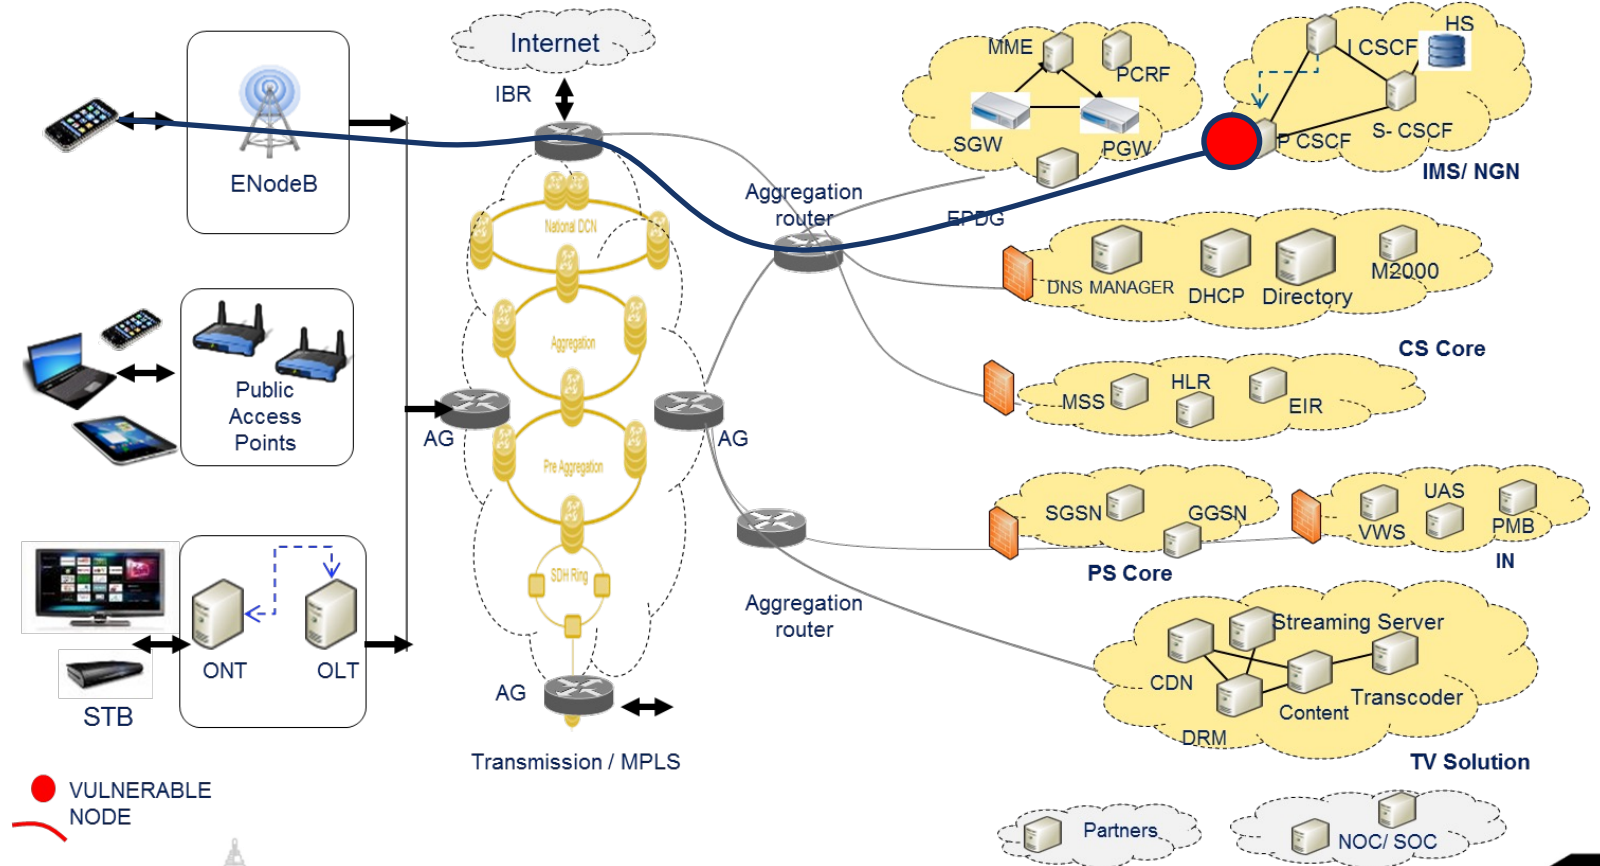 Internet
IBR
ENodeB
MME
PCRF
SGW
PGW
EPDG
HS
I CSCF
S- CSCF
P CSCF
IMS/ NGN
Aggregation
router
National DCN
DNS MANAGER
DHCP
Directory
M2000
CS Core
Aggregation
Public
Access
Points
AG
AG
MSS
HLR
EIR
Pre Aggregation
SGSN
GGSN
PS Core
VWS
UAS
PMB
IN
SDH Ring
Aggregation
router
ONT
OLT
STB
AG
Streaming Server
CDN
Content
Transcoder
DRM
TV Solution
Transmission / MPLS
VULNERABLE
NODE
Partners
NOC/ SOC